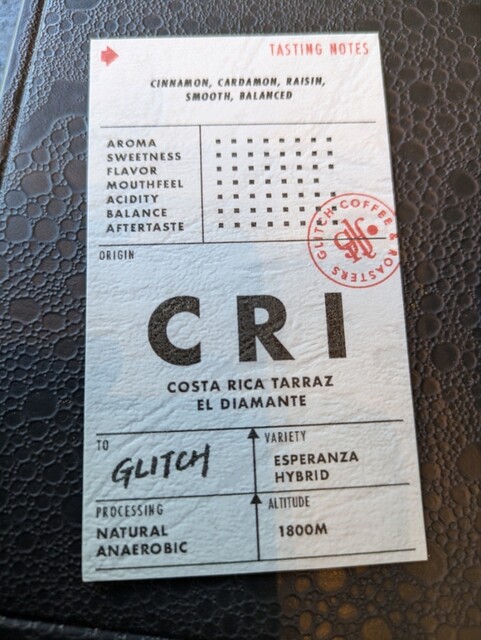 TASTING NOTES
CINNAMON, CARDAMON, RAISIN,
SMOOTH, BALANCED
AROMA
SWEETNESS
FLAVOR
MOUTHFEEL
ACIDITY
BALANCE
AFTERTASTE
GLITCH COFFEE & ROASTERS
ORIGIN
CRI
COSTA RICA TARRAZ
EL DIAMANTE
TO
GLITCH
VARIETY
ESPERANZA
HYBRID
PROCESSING
NATURAL
ANAEROBIC
ALTITUDE
1800M